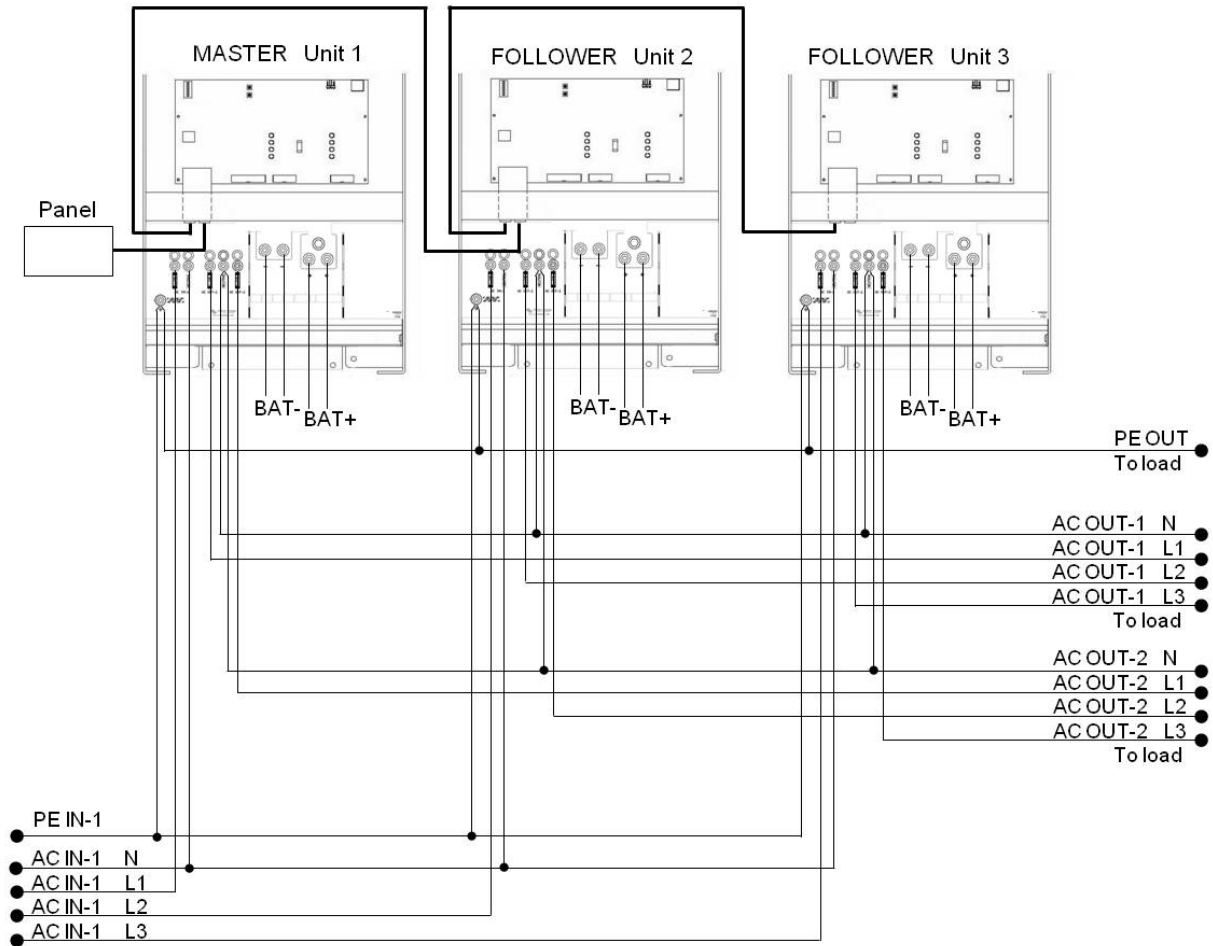 MASTER Unit 1
FOLLOWER Unit 2
FOLLOWER Unit 3
Panel
BAT-
BAT+
BAT-
BAT+
BAT-
BAT+
PE OUT
To load
AC OUT-1 N
AC OUT-1 L1
AC OUT-1 L2
AC OUT-1 L3
To load
AC OUT-2 N
AC OUT-2 L1
AC OUT-2 L2
AC OUT-2 L3
To load
PE IN-1
AC IN-1 N
AC IN-1 L1
AC IN-1 L2
AC IN-1 L3